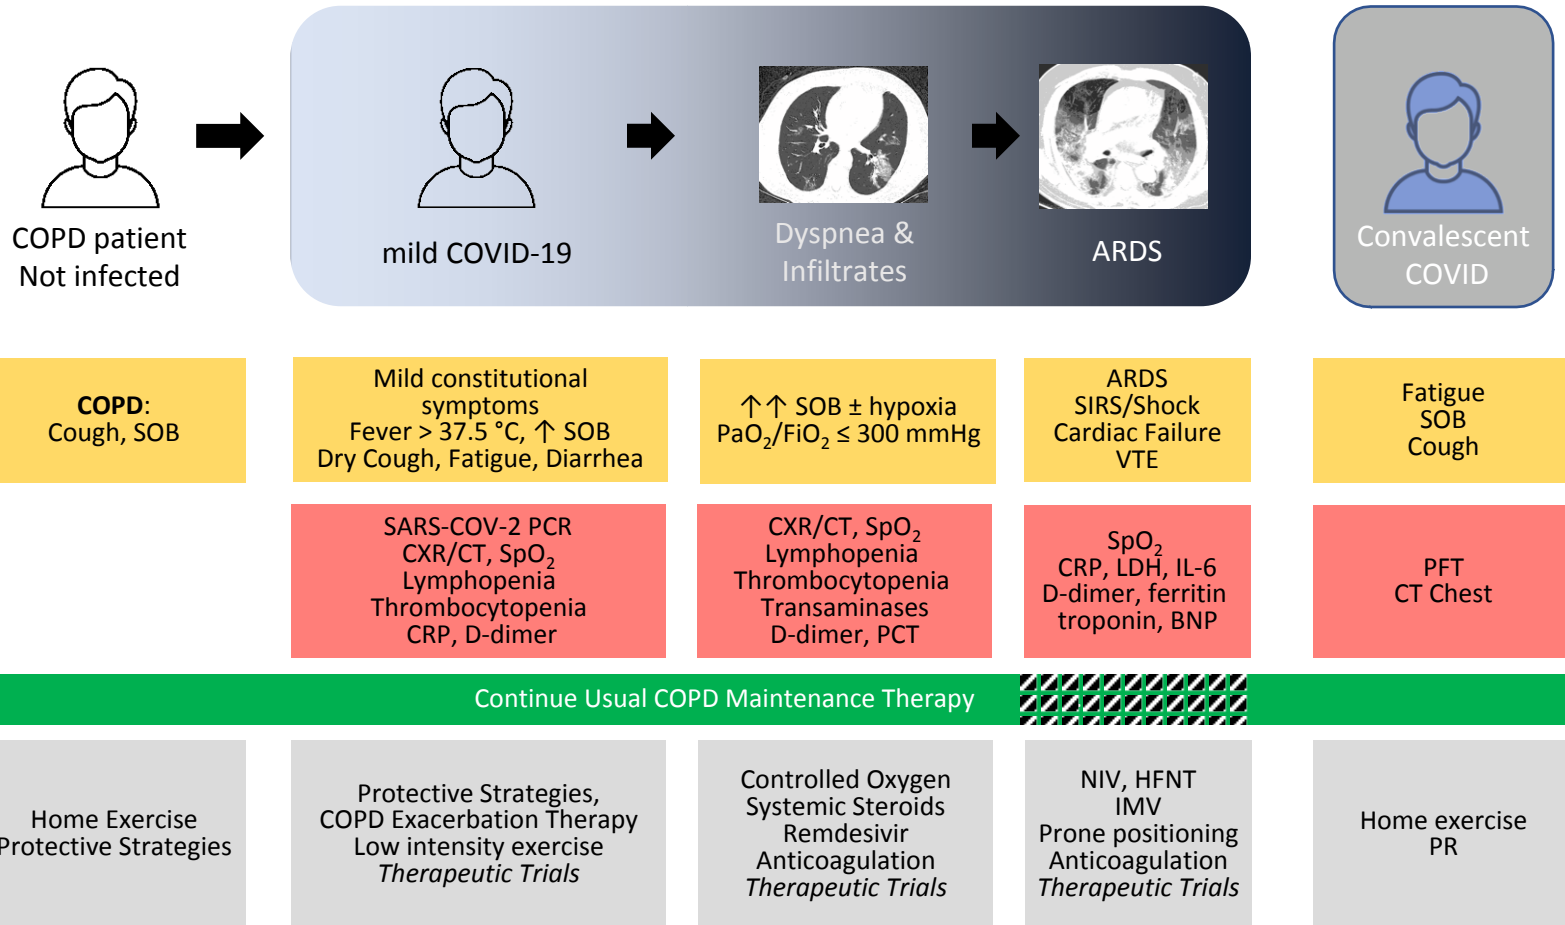 COPD patient
Not infected
mild COVID-19
Dyspnea &
Infiltrates
ARDS
Convalescent
COVID
COPD:
Cough, SOB
Mild constitutional
symptoms
Fever > 37.5 °C, ↑ SOB
Dry Cough, Fatigue, Diarrhea
↑↑ SOB ± hypoxia
PaO₂/FiO₂ ≤ 300 mmHg
ARDS
SIRS/Shock
Cardiac Failure
VTE
Fatigue
SOB
Cough
SARS-COV-2 PCR
CXR/CT, SpO₂
Lymphopenia
Thrombocytopenia
CRP, D-dimer
CXR/CT, SpO₂
Lymphopenia
Thrombocytopenia
Transaminases
D-dimer, PCT
SpO₂
CRP, LDH, IL-6
D-dimer, ferritin
troponin, BNP
PFT
CT Chest
Continue Usual COPD Maintenance Therapy
Home Exercise
Protective Strategies
Protective Strategies,
COPD Exacerbation Therapy
Low intensity exercise
Therapeutic Trials
Controlled Oxygen
Systemic Steroids
Remdesivir
Anticoagulation
Therapeutic Trials
NIV, HFNT
IMV
Prone positioning
Anticoagulation
Therapeutic Trials
Home exercise
PR